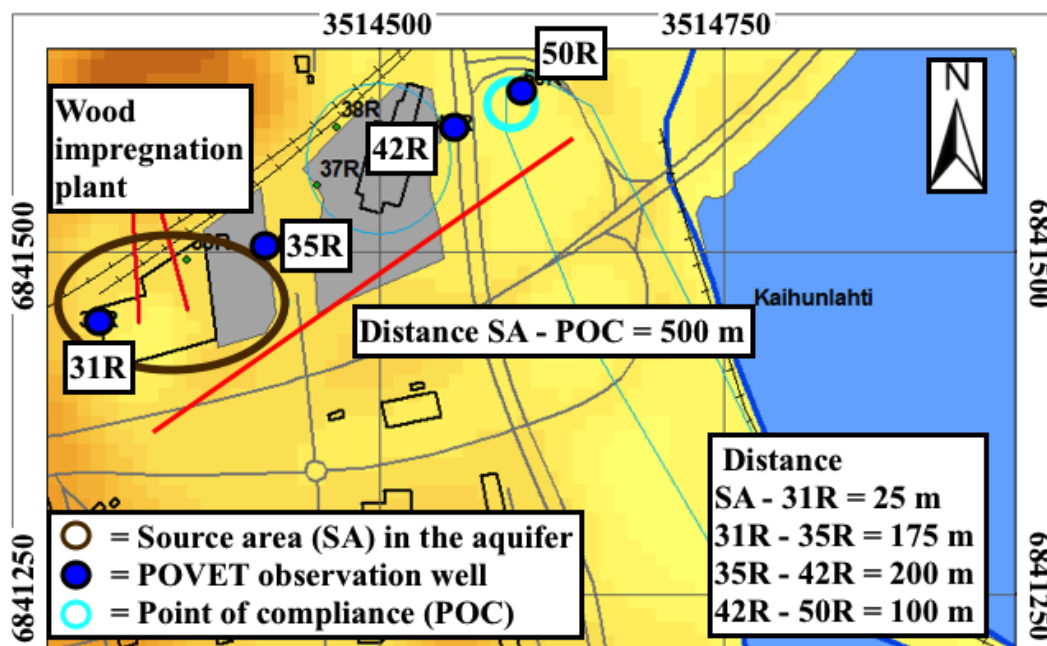 3514500
3514750
50R
N
Wood
impregnation
plant
38R
42R
37R
6841500
35R
6841500
Kaihunlahti
Distance SA - POC = 500 m
31R
Distance
SA - 31R = 25 m
31R - 35R = 175 m
35R - 42R = 200 m
42R - 50R = 100 m
= Source area (SA) in the aquifer
= POVET observation well
= Point of compliance (POC)
6841250
6841250